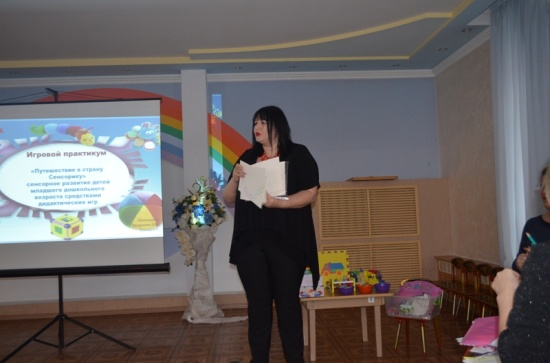 Игровой практикум
«Путешествие в страну
Сенсорику»
сенсорное развитие детей
младшего дошкольного
возраста средствами
дидактических игр